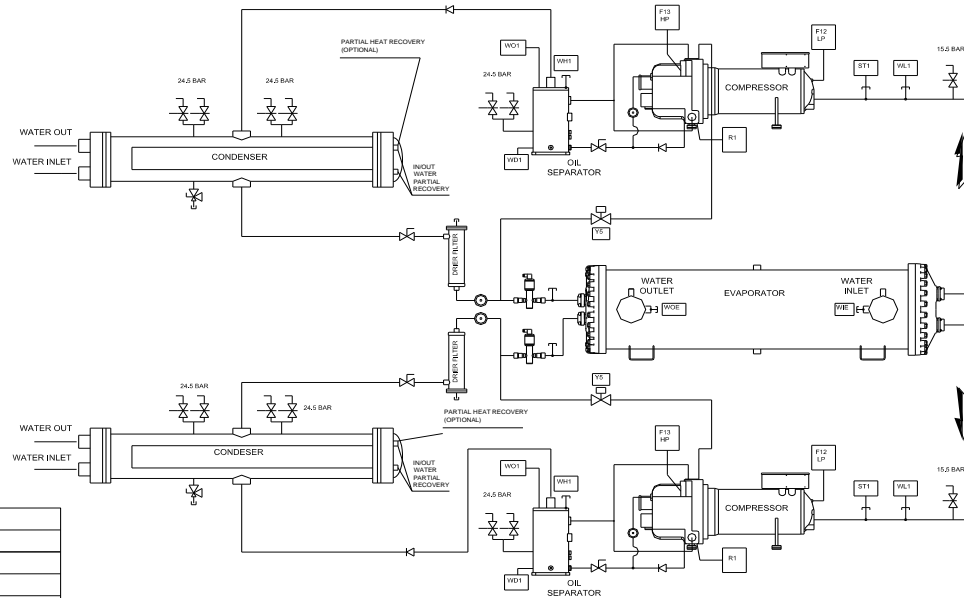 PARTIAL HEAT RECOVERY
(OPTIONAL)
24,5 BAR
24,5 BAR
WATER OUT
WATER INLET
CONDENSER
IN/OUT
WATER
PARTIAL
RECOVERY
WO1
WH1
24,5 BAR
WD1
OIL
SEPARATOR
F13
HP
F12
LP
COMPRESSOR
R1
ST1
WL1
15,5 BAR
DRIER FILTER
Y5
WATER
OUTLET
WOE
EVAPORATOR
WATER
INLET
WIE
DRIER FILTER
Y5
24,5 BAR
24,5 BAR
PARTIAL HEAT RECOVERY
(OPTIONAL)
WATER OUT
WATER INLET
CONDESER
IN/OUT
WATER
PARTIAL
RECOVERY
WO1
WH1
24,5 BAR
WD1
OIL
SEPARATOR
F13
HP
F12
LP
COMPRESSOR
R1
ST1
WL1
15,5 BAR